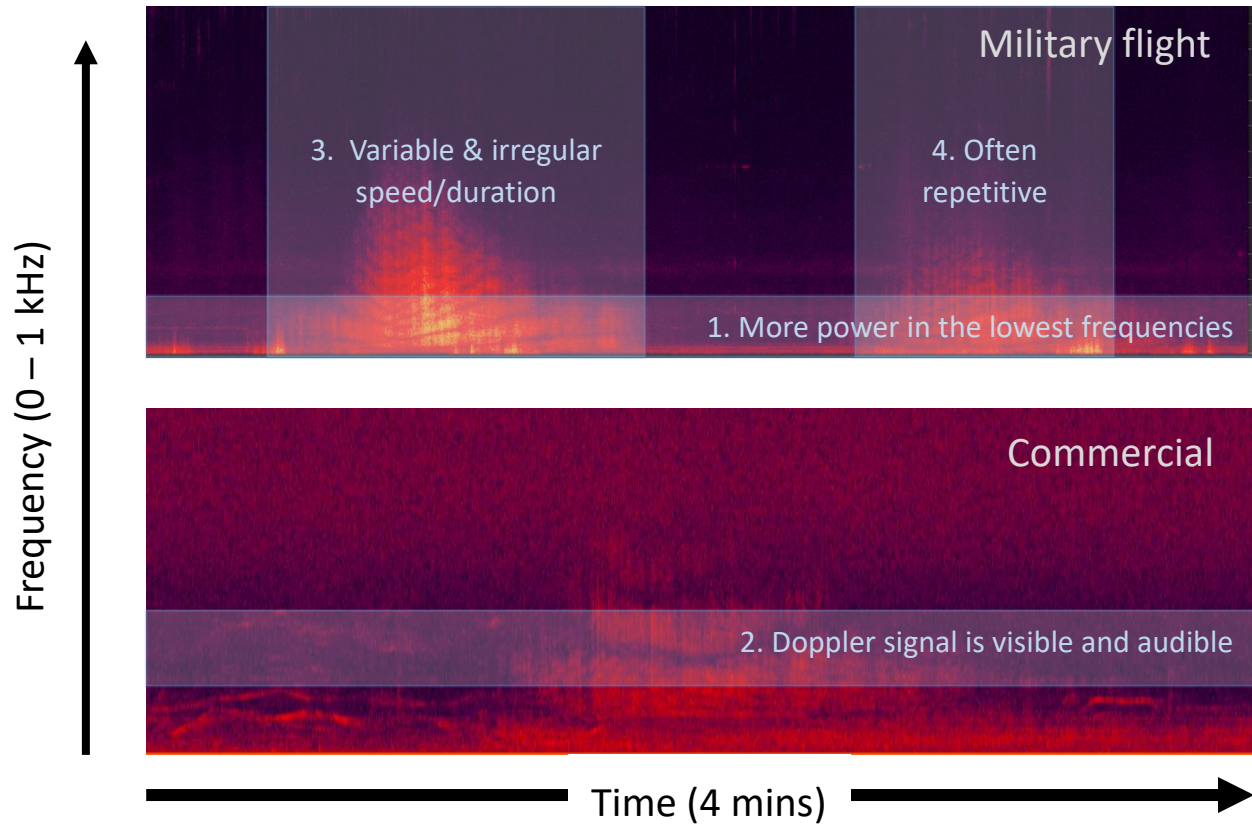 Military flight
3. Variable & irregular
speed/duration
4. Often
repetitive
1. More power in the lowest frequencies
Frequency (0 – 1 kHz)
Commercial
2. Doppler signal is visible and audible
Time (4 mins)